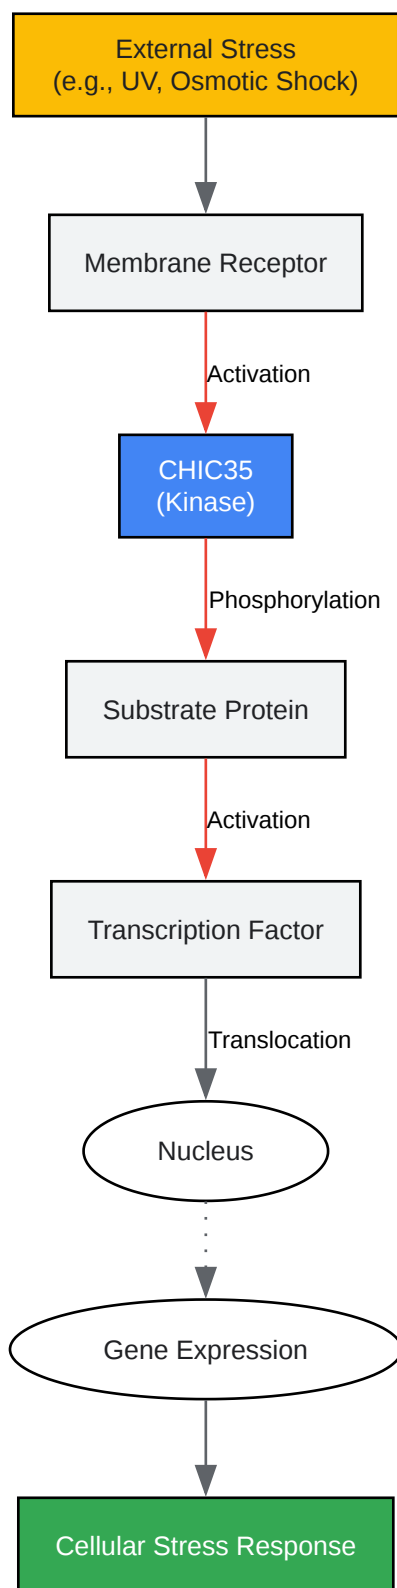 External Stress
(e.g., UV, Osmotic Shock)
Membrane Receptor
Activation
CHIC35
(Kinase)
Phosphorylation
Substrate Protein
Activation
Transcription Factor
Translocation
Nucleus
Gene Expression
Cellular Stress Response